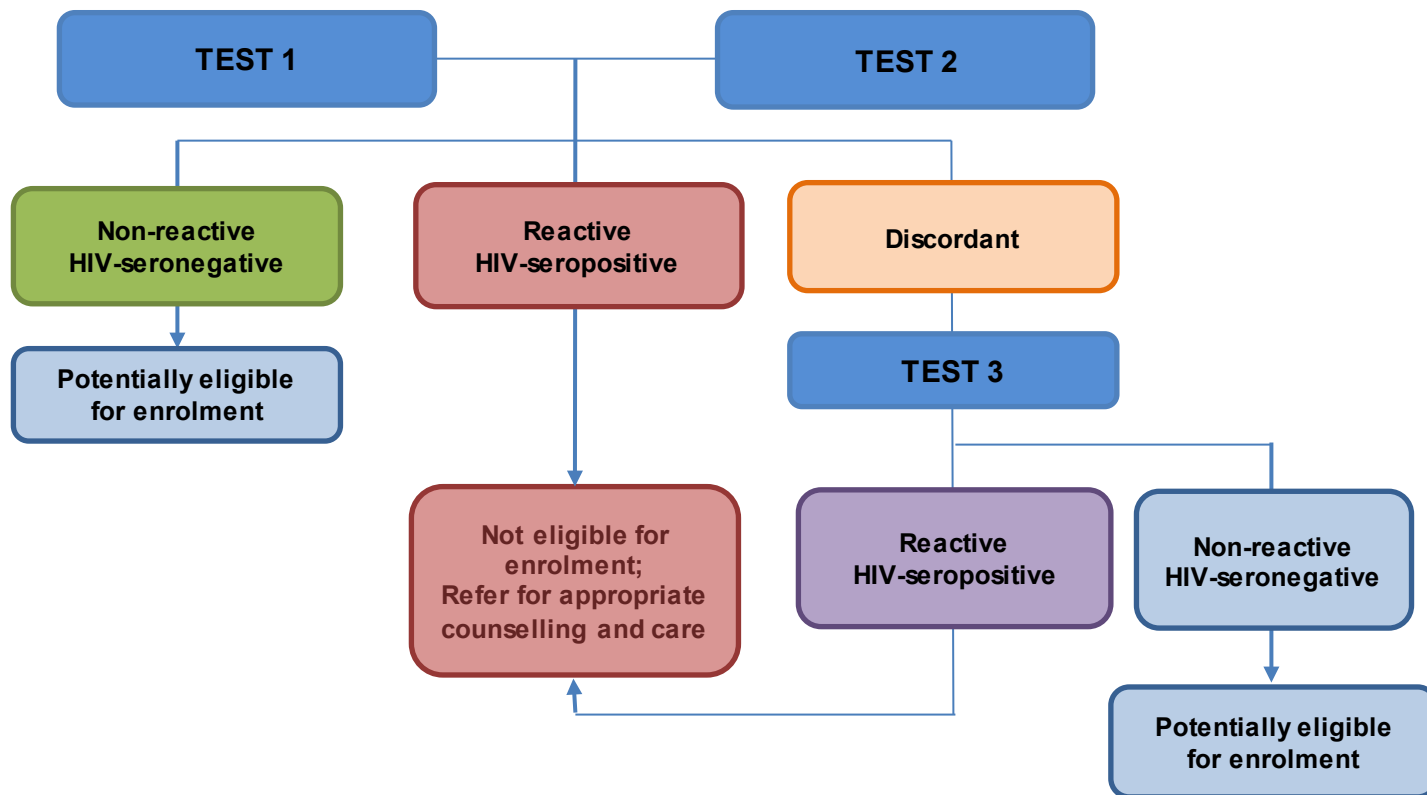 TEST 1
TEST 2
Non-reactive
HIV-seronegative
Reactive
HIV-seropositive
Discordant
Potentially eligible
for enrolment
TEST 3
Not eligible for
enrolment;
Refer for appropriate
counselling and care
Reactive
HIV-seropositive
Non-reactive
HIV-seronegative
Potentially eligible
for enrolment